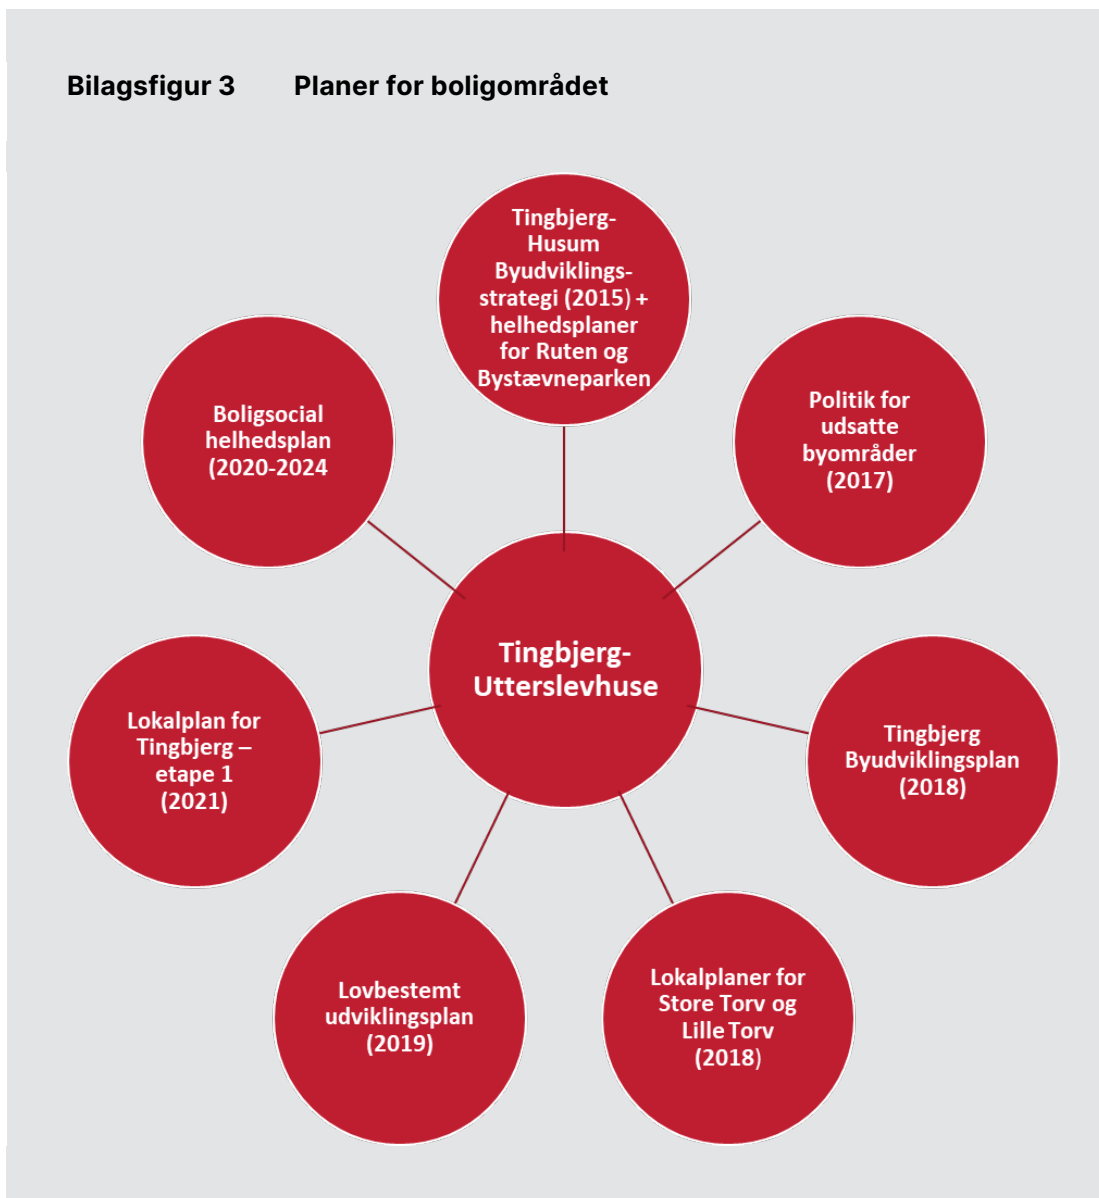 Bilagsfigur 3 Planer for boligområdet
Tingbjerg-
Husum
Byudviklings-
strategi (2015) +
helhedsplaner
for Ruten og
Bystævneparken
Politik for
udsatte
byområder
(2017)
Tingbjerg
Byudviklingsplan
(2018)
Lokalplaner for
Store Torv og
Lille Torv
(2018)
Lovbestemt
udviklingsplan
(2019)
Lokalplan for
Tingbjerg –
etape 1
(2021)
Boligsocial
helhedsplan
(2020-2024
Tingbjerg-
Utterslevhuse